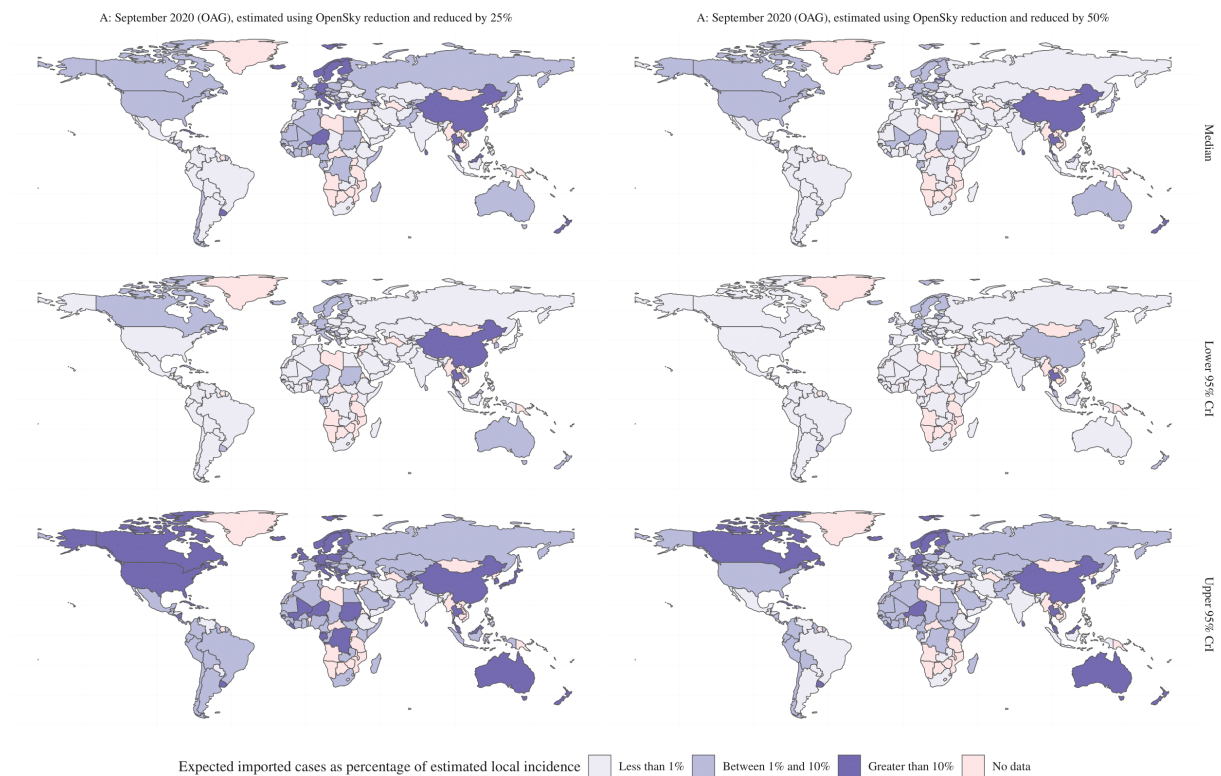 A: September 2020 (OAG), estimated using OpenSky reduction and reduced by 25%
A: September 2020 (OAG), estimated using OpenSky reduction and reduced by 50%
Median
Lower 95% CrI
Upper 95% CrI
Expected imported cases as percentage of estimated local incidence Less than 1% Between 1% and 10% Greater than 10% No data